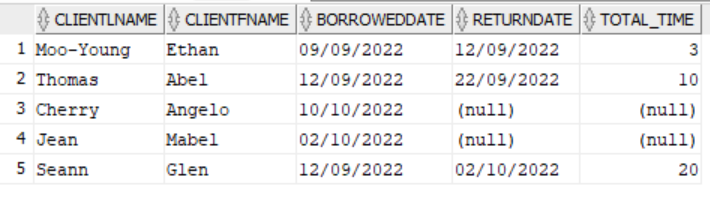 CLIENTLNAME CLIENTFNAME BORROWEDDATE RETURNDATE TOTAL_TIME
1 Moo-Young Ethan 09/09/2022 12/09/2022 3
2 Thomas Abel 12/09/2022 22/09/2022 10
3 Cherry Angelo 10/10/2022 (null) (null)
4 Jean Mabel 02/10/2022 (null) (null)
5 Seann Glen 12/09/2022 02/10/2022 20